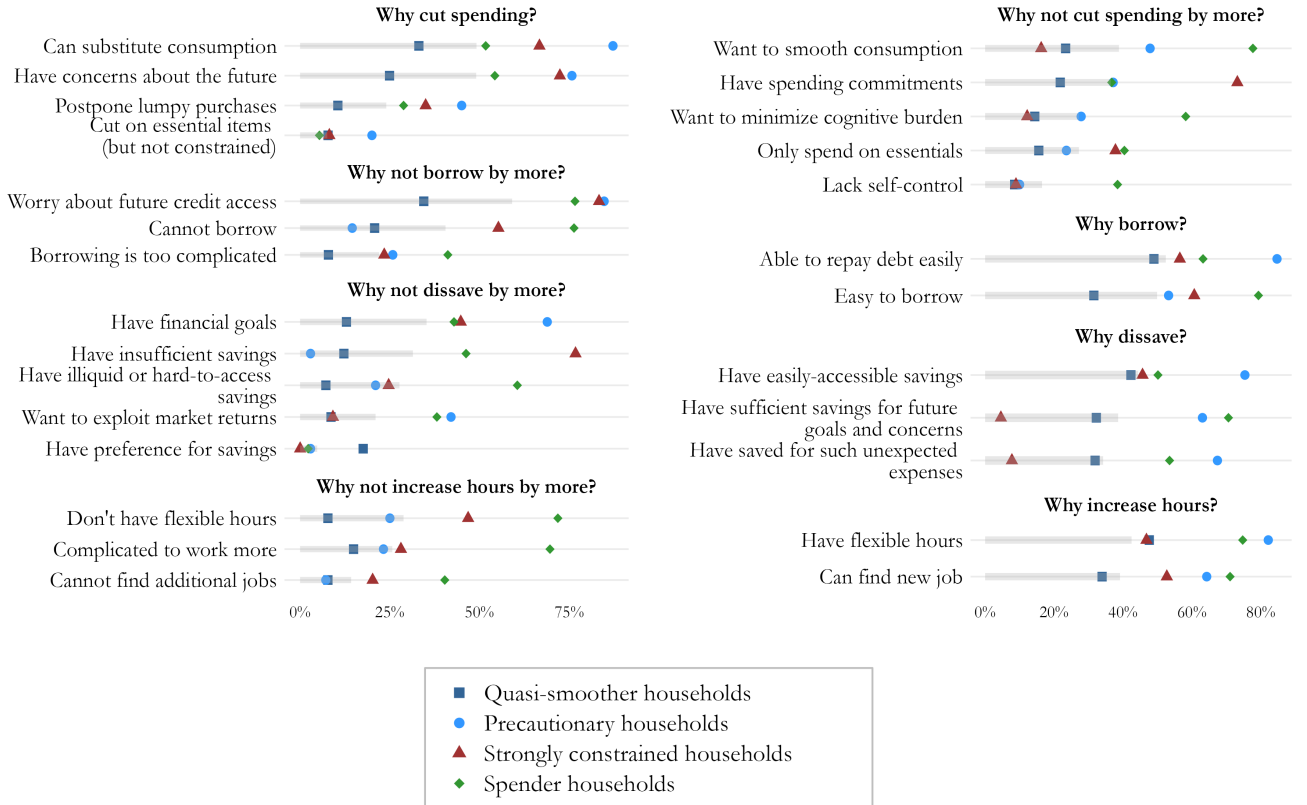 Why cut spending?
Can substitute consumption
Have concerns about the future
Postpone lumpy purchases
Cut on essential items
(but not constrained)
Why not borrow by more?
Worry about future credit access
Cannot borrow
Borrowing is too complicated
Why not dissave by more?
Have financial goals
Have insufficient savings
Have illiquid or hard-to-access
savings
Want to exploit market returns
Have preference for savings
Why not increase hours by more?
Don't have flexible hours
Complicated to work more
Cannot find additional jobs
0% 25% 50% 75%
Why not cut spending by more?
Want to smooth consumption
Have spending commitments
Want to minimize cognitive burden
Only spend on essentials
Lack self-control
Why borrow?
Able to repay debt easily
Easy to borrow
Why dissave?
Have easily-accessible savings
Have sufficient savings for future
goals and concerns
Have saved for such unexpected
expenses
Why increase hours?
Have flexible hours
Can find new job
0% 20% 40% 60% 80%
Quasi-smoother households
Precautionary households
Strongly constrained households
Spender households